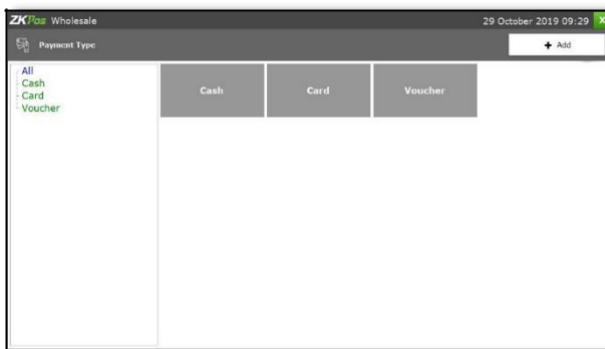 ZKPos Wholesale 29 October 2019 09:29 X
Payment Type + Add
All
Cash
Card
Voucher
Cash Card Voucher